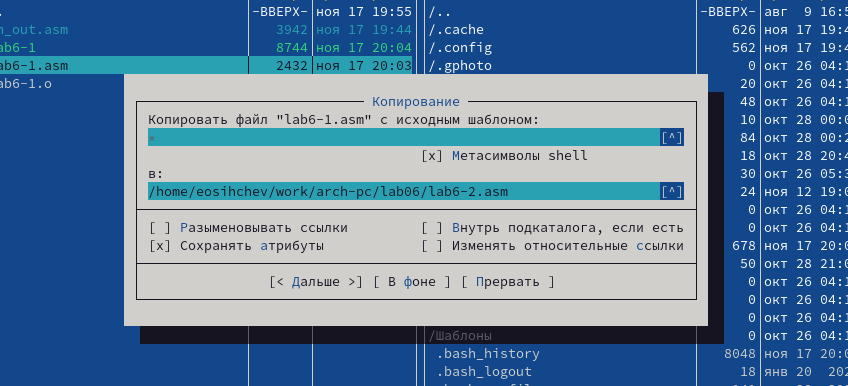 . -ВВЕРХ- ноя 17 19:55 /.. -ВВЕРХ- авг 9 16:5
n_out.asm 3942 ноя 17 19:44 /.cache 626 ноя 17 19:4
ab6-1 8744 ноя 17 20:04 /.config 562 ноя 17 19:4
ab6-1.asm 2432 ноя 17 20:03 /.gphoto 0 окт 26 04:1
ab6-1.o 20 окт 26 04:1
Копирование 48 окт 26 04:1
Копировать файл "lab6-1.asm" с исходным шаблоном: 10 окт 28 00:0
* [^] 84 окт 28 00:2
[x] Метасимволы shell 18 окт 28 20:4
в: 30 окт 26 05:3
/home/eosihchev/work/arch-pc/lab06/lab6-2.asm [^] 24 ноя 12 19:0
0 окт 26 04:1
[ ] Разыменовывать ссылки [ ] Внутрь подкаталога, если есть 0 окт 26 04:1
[x] Сохранять атрибуты [ ] Изменять относительные ссылки 678 ноя 17 20:0
50 окт 28 21:0
[< Дальше >] [ В фоне ] [ Прервать ] 0 окт 26 04:1
0 окт 26 04:1
0 окт 26 04:1
/Шаблоны 0 окт 26 04:1
.bash_history 8048 ноя 17 20:0
.bash_logout 18 янв 20 202